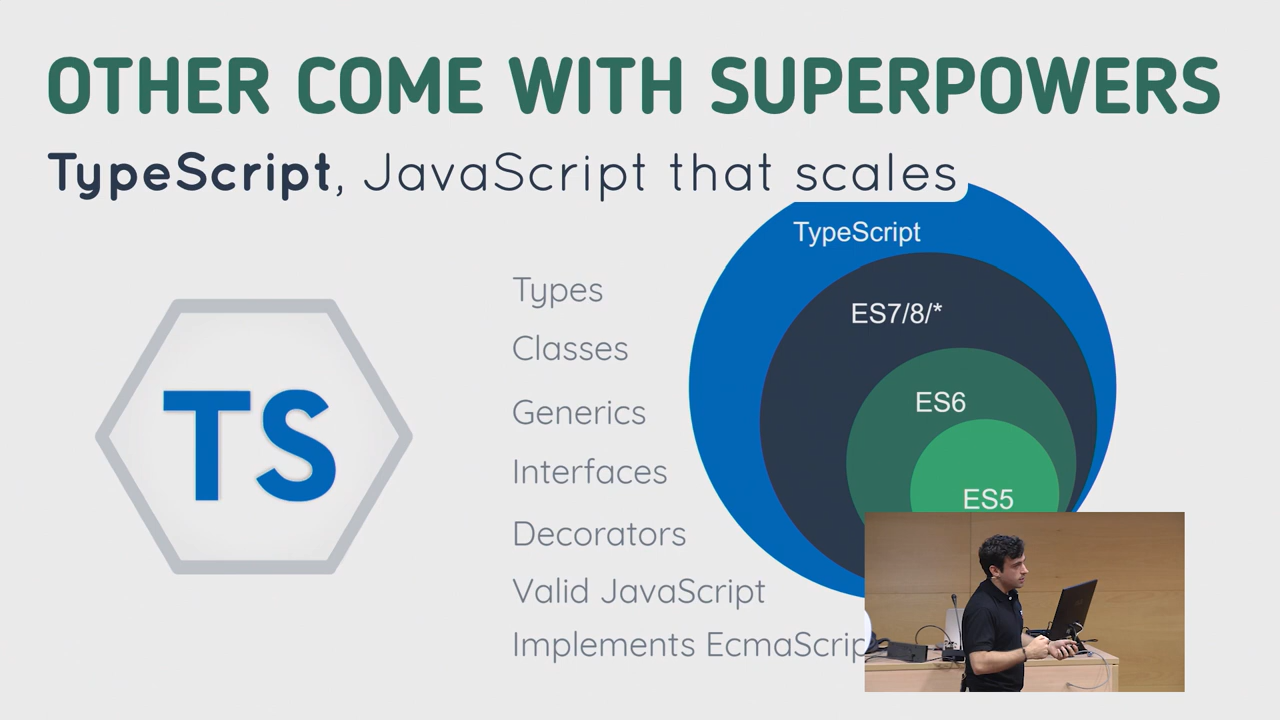 OTHER COME WITH SUPERPOWERS
TypeScript, JavaScript that scales
TypeScript
Types
ES7/8/*
Classes
ES6
Generics
Interfaces
ES5
TS
Decorators
Valid JavaScript
Implements EcmaScrip